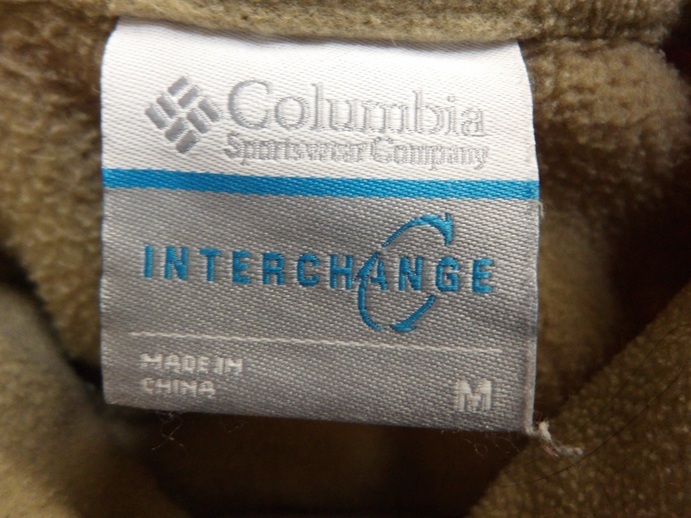 Columbia
Sportswear Company
INTERCHANGE
MADE IN
CHINA
M